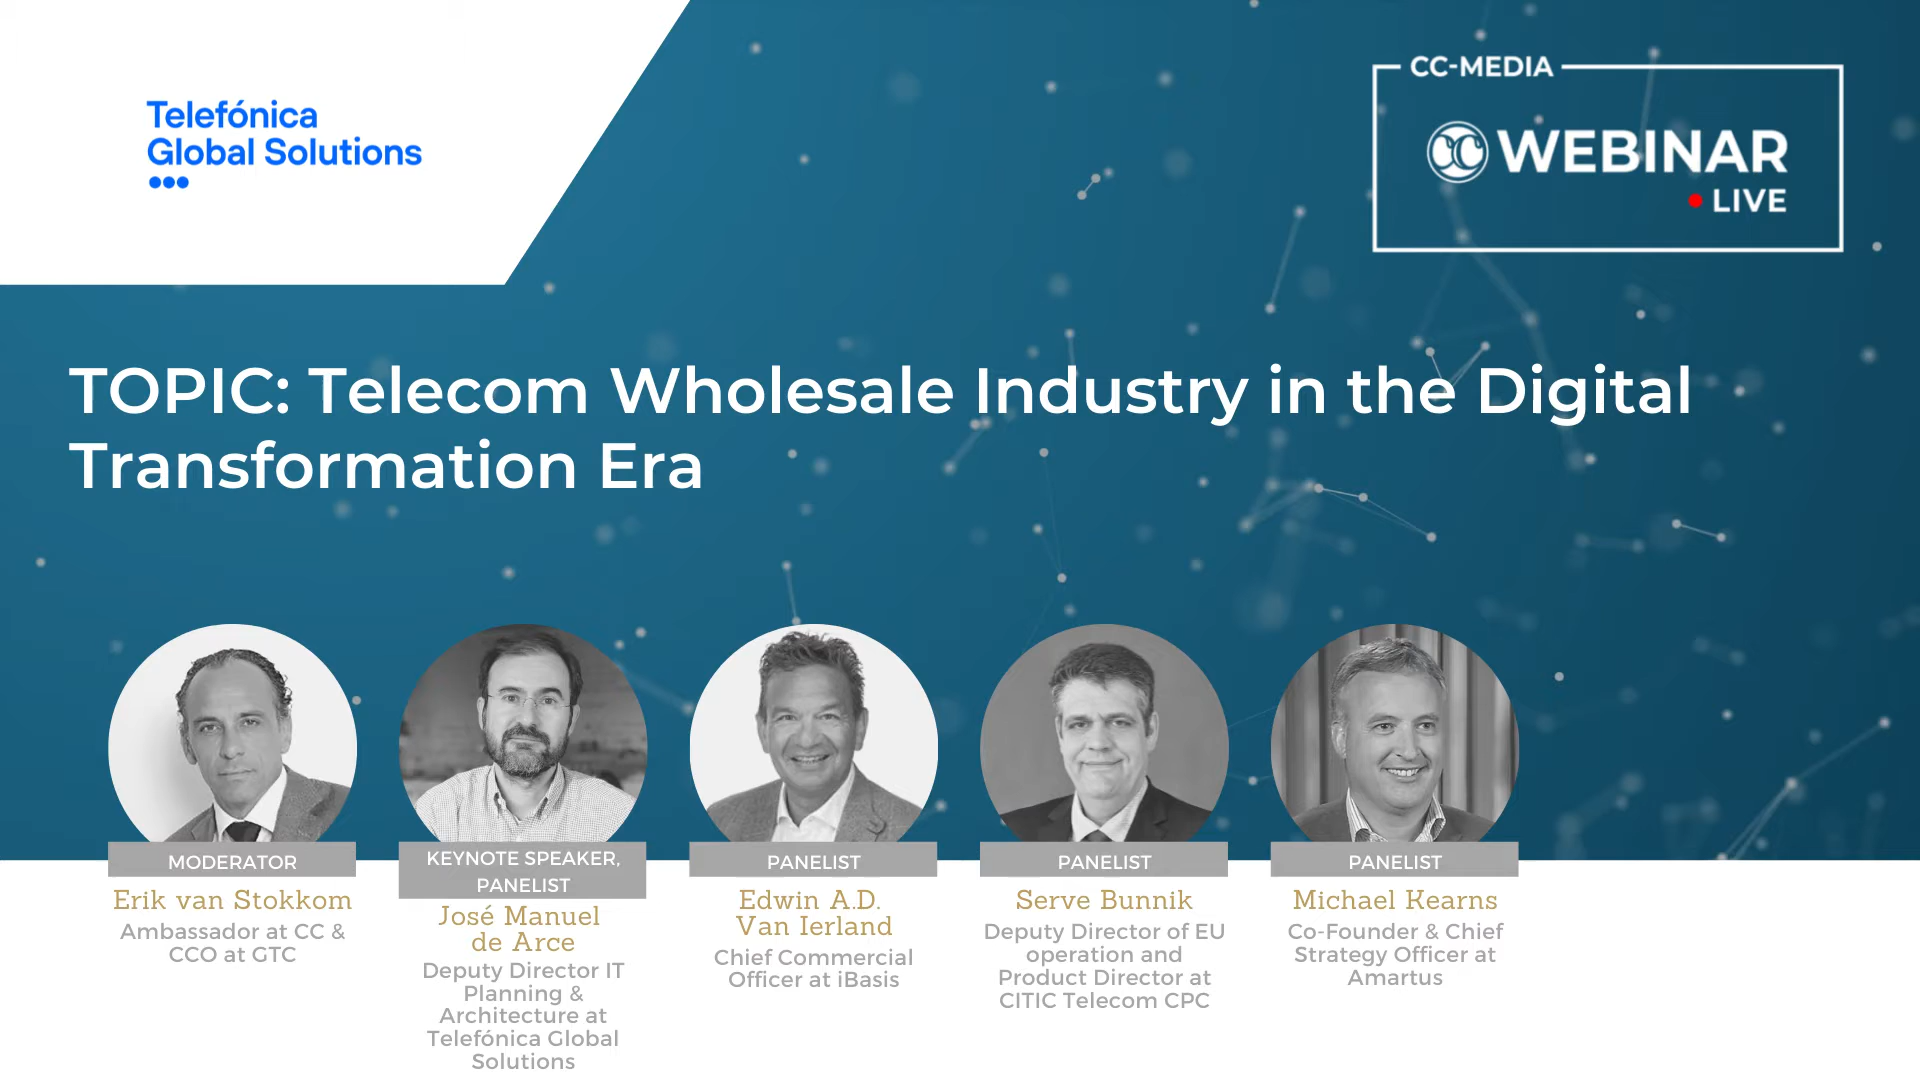 Telefónica
Global Solutions
CC-MEDIA
WEBINAR
LIVE
TOPIC: Telecom Wholesale Industry in the Digital
Transformation Era
MODERATOR
Erik van Stokkom
Ambassador at CC &
CCO at GTC
KEYNOTE SPEAKER,
PANELIST
José Manuel
de Arce
Deputy Director IT
Planning &
Architecture at
Telefónica Global
Solutions
PANELIST
Edwin A.D.
Van Ierland
Chief Commercial
Officer at iBasis
PANELIST
Serve Bunnik
Deputy Director of EU
operation and
Product Director at
CITIC Telecom CPC
PANELIST
Michael Kearns
Co-Founder & Chief
Strategy Officer at
Amartus